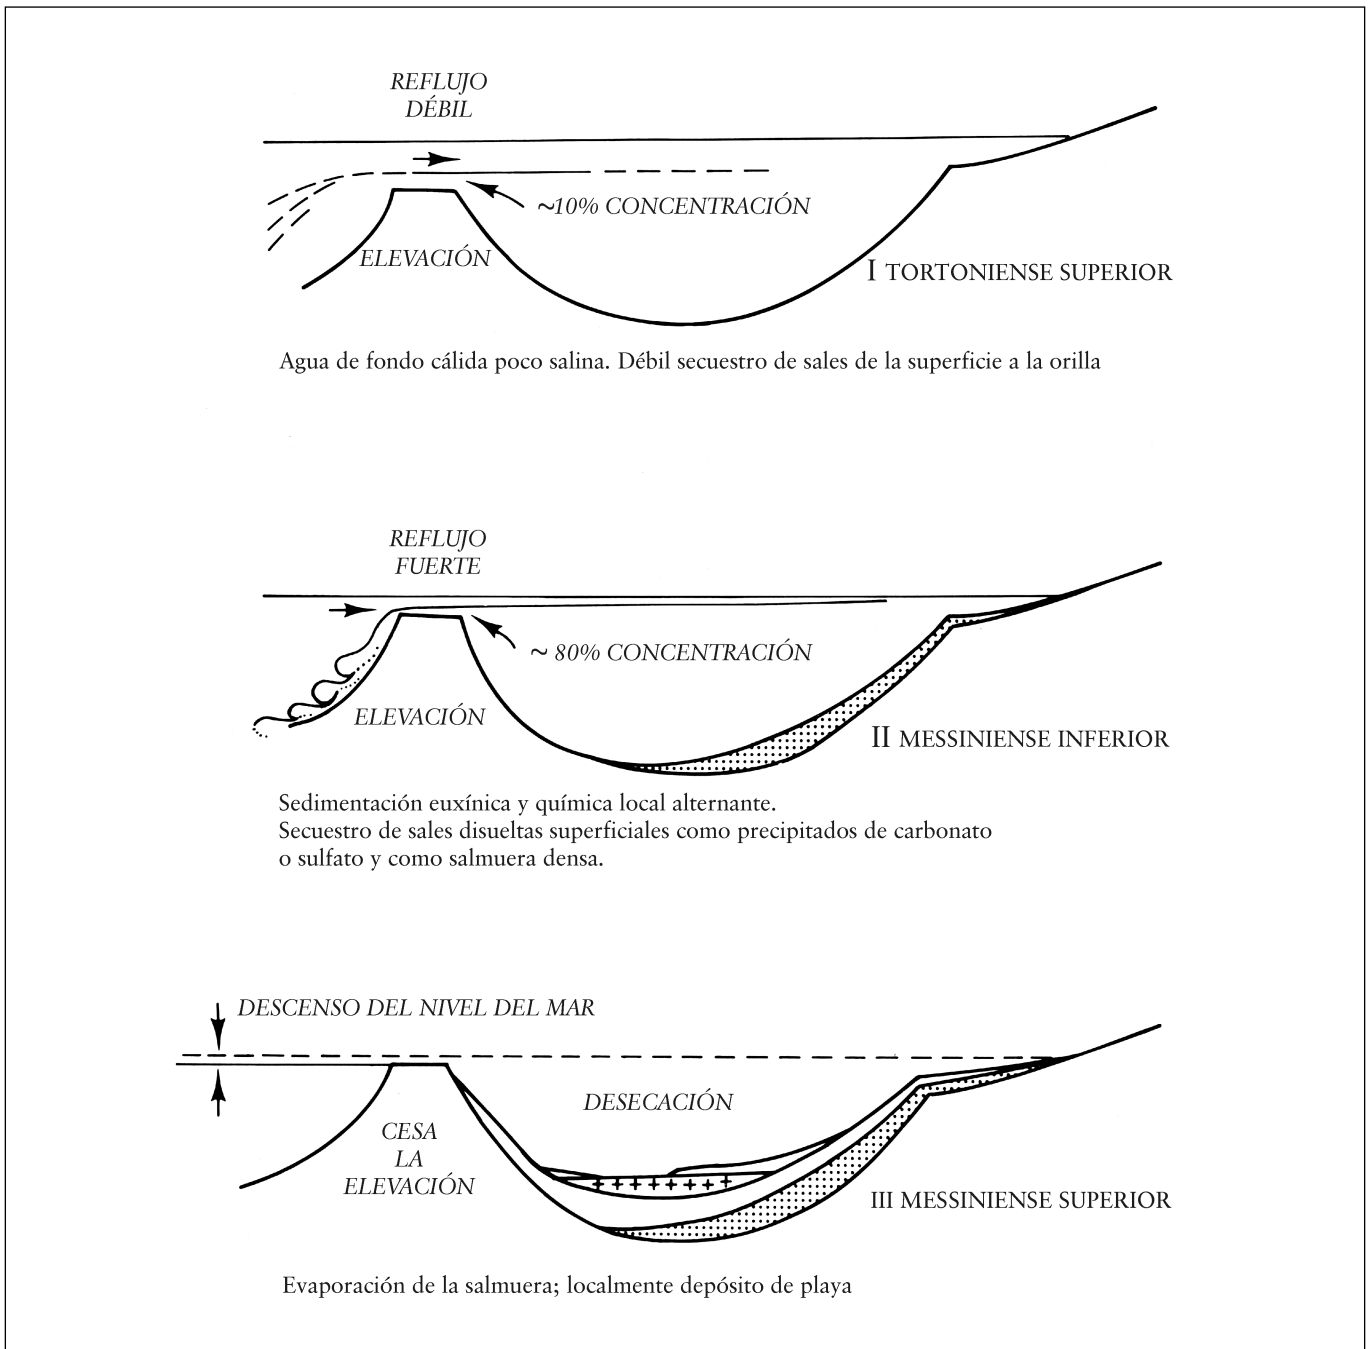 REFLUJO
DÉBIL
~10% CONCENTRACIÓN
ELEVACIÓN
I TORTONIENSE SUPERIOR
Agua de fondo cálida poco salina. Débil secuestro de sales de la superficie a la orilla
REFLUJO
FUERTE
~ 80% CONCENTRACIÓN
ELEVACIÓN
II MESSINIENSE INFERIOR
Sedimentación euxínica y química local alternante.
Secuestro de sales disueltas superficiales como precipitados de carbonato
o sulfato y como salmuera densa.
DESCENSO DEL NIVEL DEL MAR
DESECACIÓN
CESA
LA
ELEVACIÓN
III MESSINIENSE SUPERIOR
Evaporación de la salmuera; localmente depósito de playa